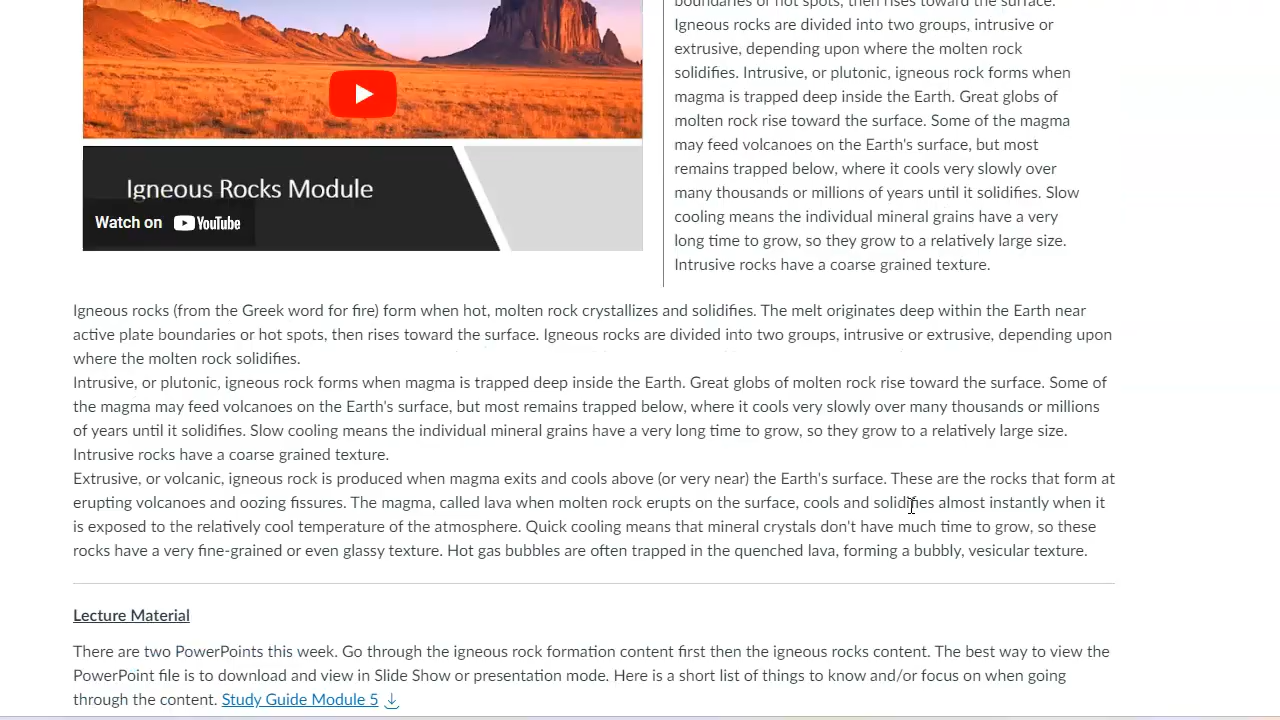 Igneous Rocks Module
Watch on YouTube
boundaries or hot spots, then rises toward the surface.
Igneous rocks are divided into two groups, intrusive or
extrusive, depending upon where the molten rock
solidifies. Intrusive, or plutonic, igneous rock forms when
magma is trapped deep inside the Earth. Great globs of
molten rock rise toward the surface. Some of the magma
may feed volcanoes on the Earth's surface, but most
remains trapped below, where it cools very slowly over
many thousands or millions of years until it solidifies. Slow
cooling means the individual mineral grains have a very
long time to grow, so they grow to a relatively large size.
Intrusive rocks have a coarse grained texture.
Igneous rocks (from the Greek word for fire) form when hot, molten rock crystallizes and solidifies. The melt originates deep within the Earth near
active plate boundaries or hot spots, then rises toward the surface. Igneous rocks are divided into two groups, intrusive or extrusive, depending upon
where the molten rock solidifies.
Intrusive, or plutonic, igneous rock forms when magma is trapped deep inside the Earth. Great globs of molten rock rise toward the surface. Some of
the magma may feed volcanoes on the Earth's surface, but most remains trapped below, where it cools very slowly over many thousands or millions
of years until it solidifies. Slow cooling means the individual mineral grains have a very long time to grow, so they grow to a relatively large size.
Intrusive rocks have a coarse grained texture.
Extrusive, or volcanic, igneous rock is produced when magma exits and cools above (or very near) the Earth's surface. These are the rocks that form at
erupting volcanoes and oozing fissures. The magma, called lava when molten rock erupts on the surface, cools and solidifies almost instantly when it
is exposed to the relatively cool temperature of the atmosphere. Quick cooling means that mineral crystals don't have much time to grow, so these
rocks have a very fine-grained or even glassy texture. Hot gas bubbles are often trapped in the quenched lava, forming a bubbly, vesicular texture.
Lecture Material
There are two PowerPoints this week. Go through the igneous rock formation content first then the igneous rocks content. The best way to view the
PowerPoint file is to download and view in Slide Show or presentation mode. Here is a short list of things to know and/or focus on when going
through the content. Study Guide Module 5